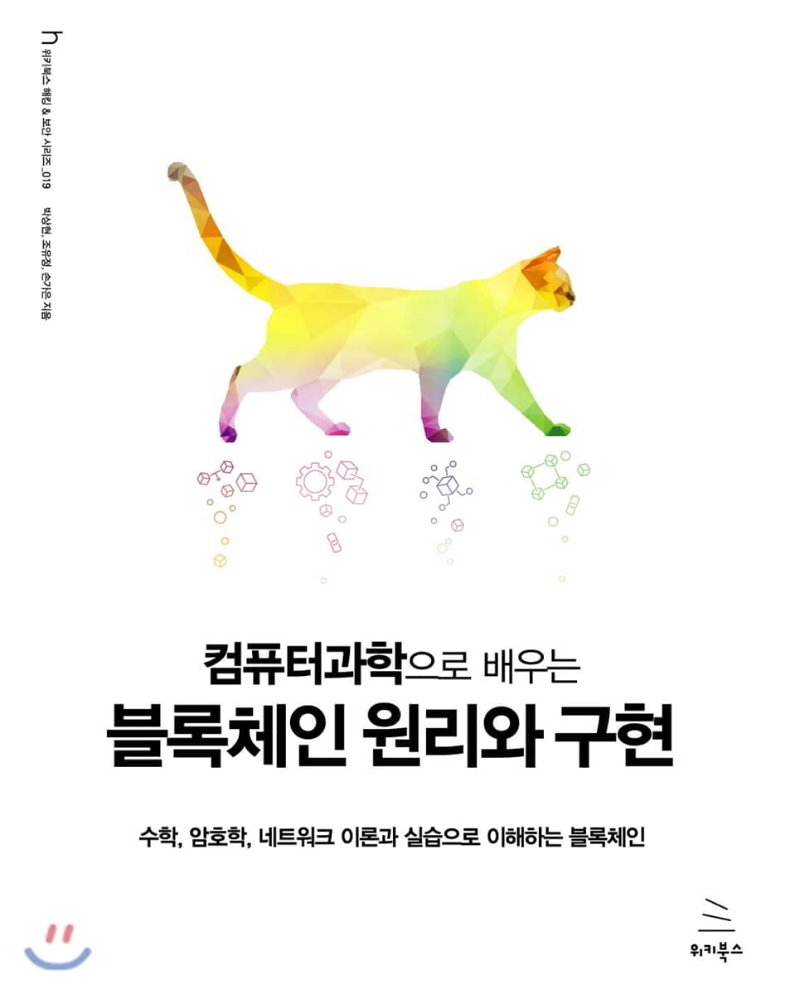 h 위키북스 해킹 & 보안 시리즈_019 박상현, 조유정, 손가은 지음
컴퓨터과학으로 배우는
블록체인 원리와 구현
수학, 암호학, 네트워크 이론과 실습으로 이해하는 블록체인
위키북스